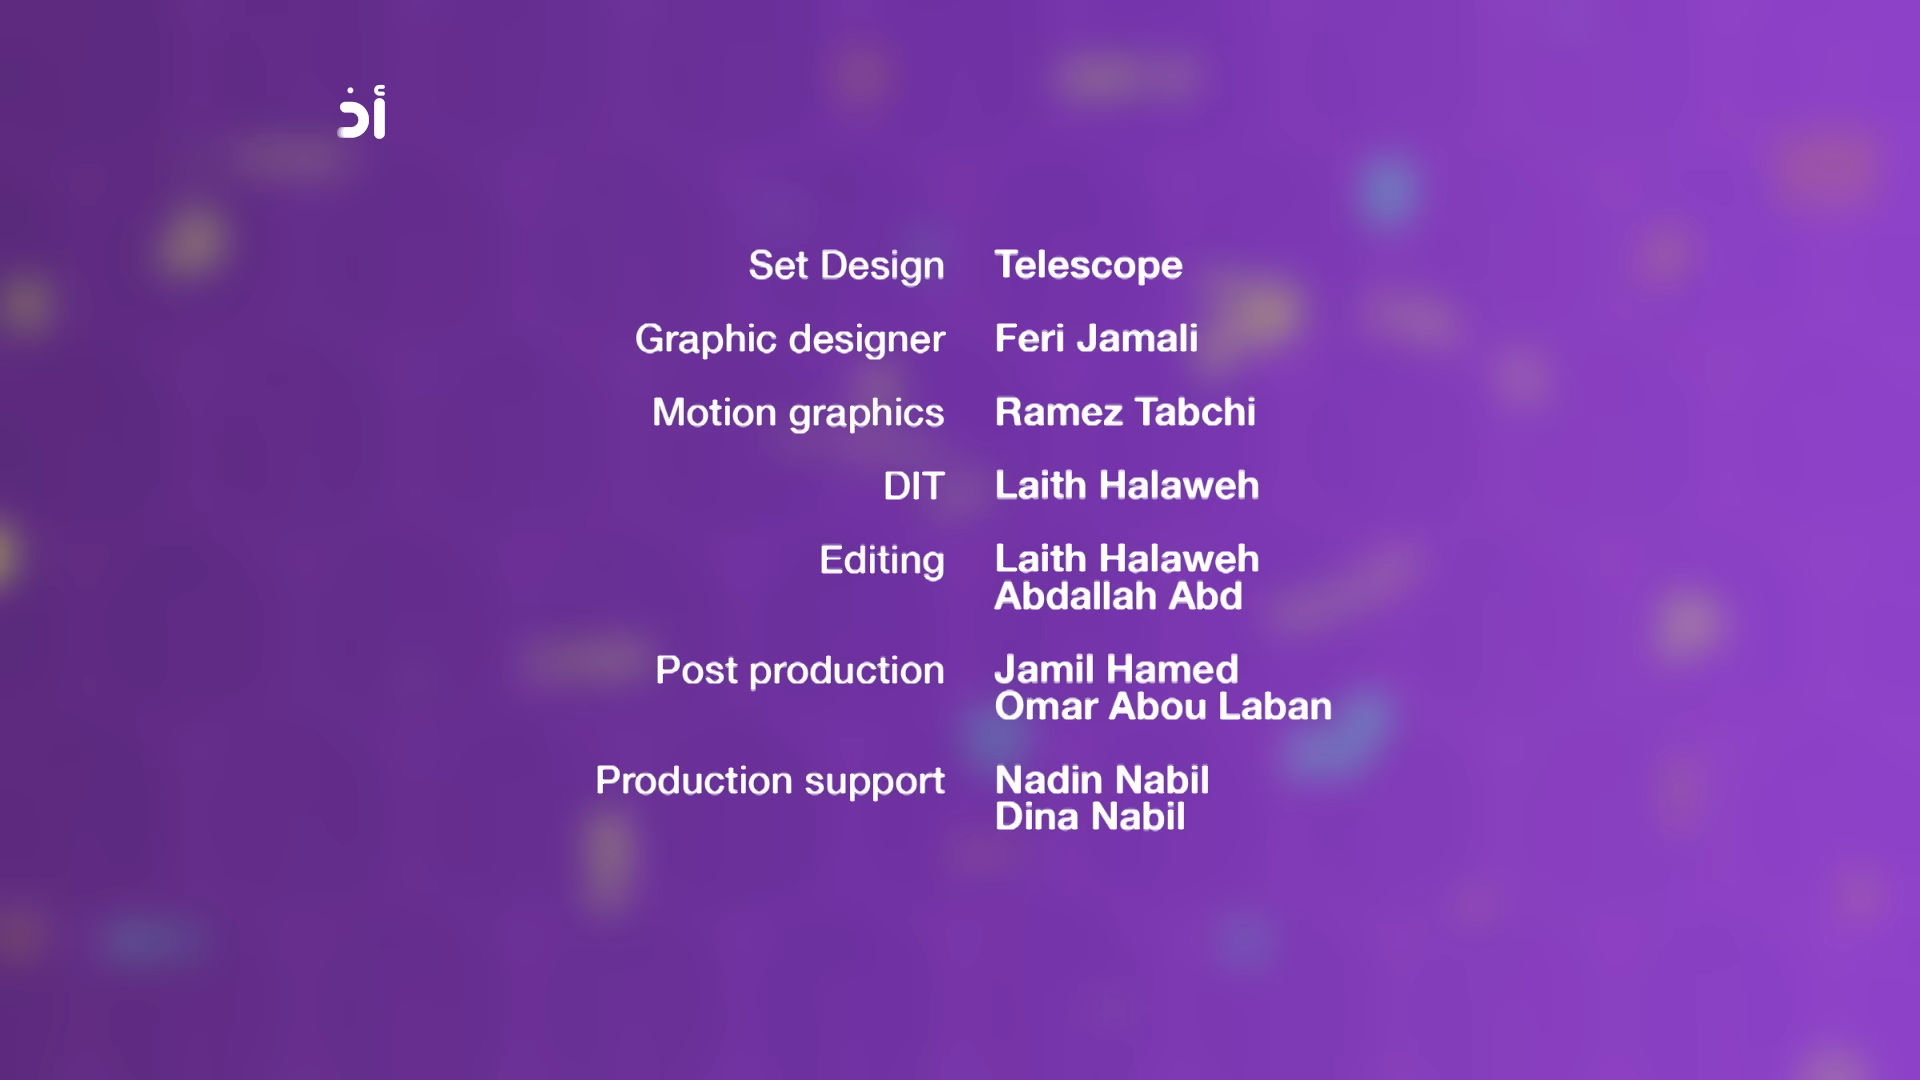 أخ
Set Design Telescope
Graphic designer Feri Jamali
Motion graphics Ramez Tabchi
DIT Laith Halaweh
Editing Laith Halaweh
Abdallah Abd
Post production Jamil Hamed
Omar Abou Laban
Production support Nadin Nabil
Dina Nabil